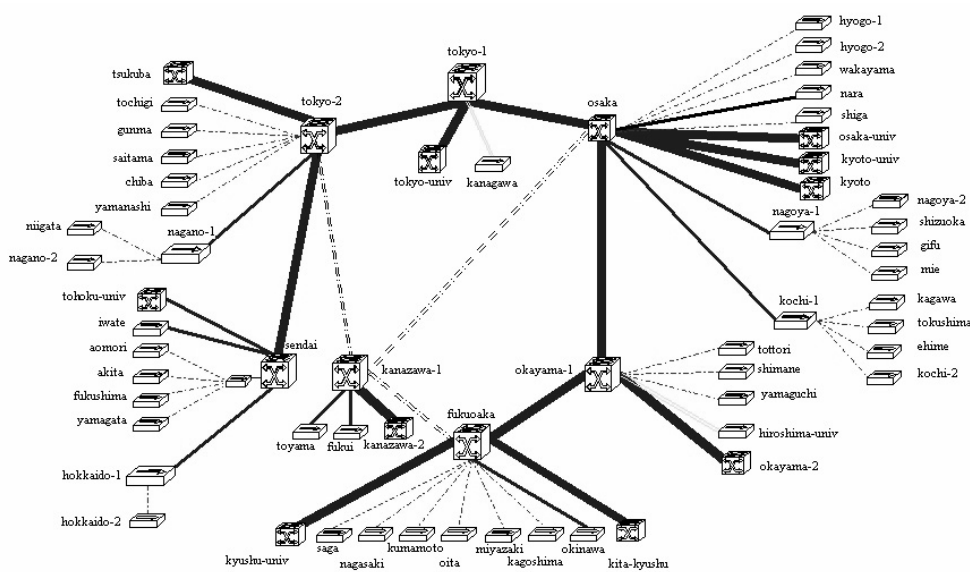 tokyo-1
tsukuba
tokyo-2
tochigi
gunma
saitama
chiba
yamanashi
niigata
nagano-1
nagano-2
tokyo-univ
kanagawa
osaka
hyogo-1
hyogo-2
wakayama
nara
shiga
osaka-univ
kyoto-univ
kyoto
nagoya-1
nagoya-2
shizuoka
gifu
mie
kochi-1
kagawa
tokushima
ehime
kochi-2
tohoku-univ
iwate
aomori
akita
fukushima
yamagata
sendai
hokkaido-1
hokkaido-2
kanazawa-1
toyama
fukui
kanazawa-2
okayama-1
tottori
shimane
yamaguchi
hiroshima-univ
okayama-2
fukuoaka
kyushu-univ
saga
nagasaki
kumamoto
oita
miyazaki
kagoshima
okinawa
kita-kyushu